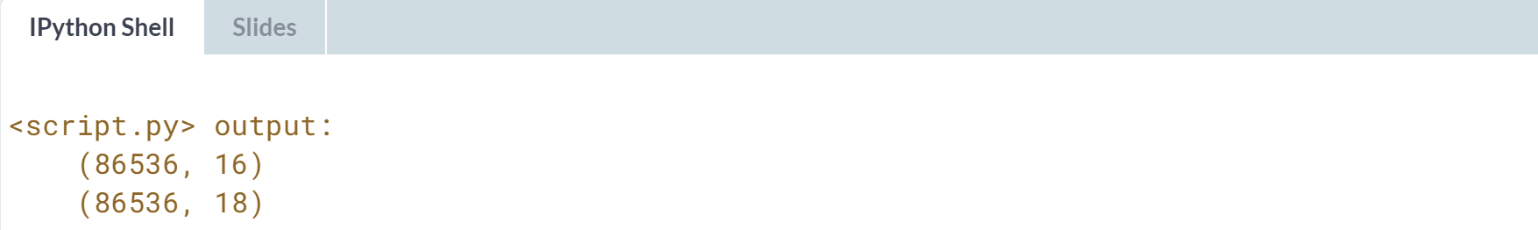 IPython Shell Slides
<script.py> output:
(86536, 16)
(86536, 18)